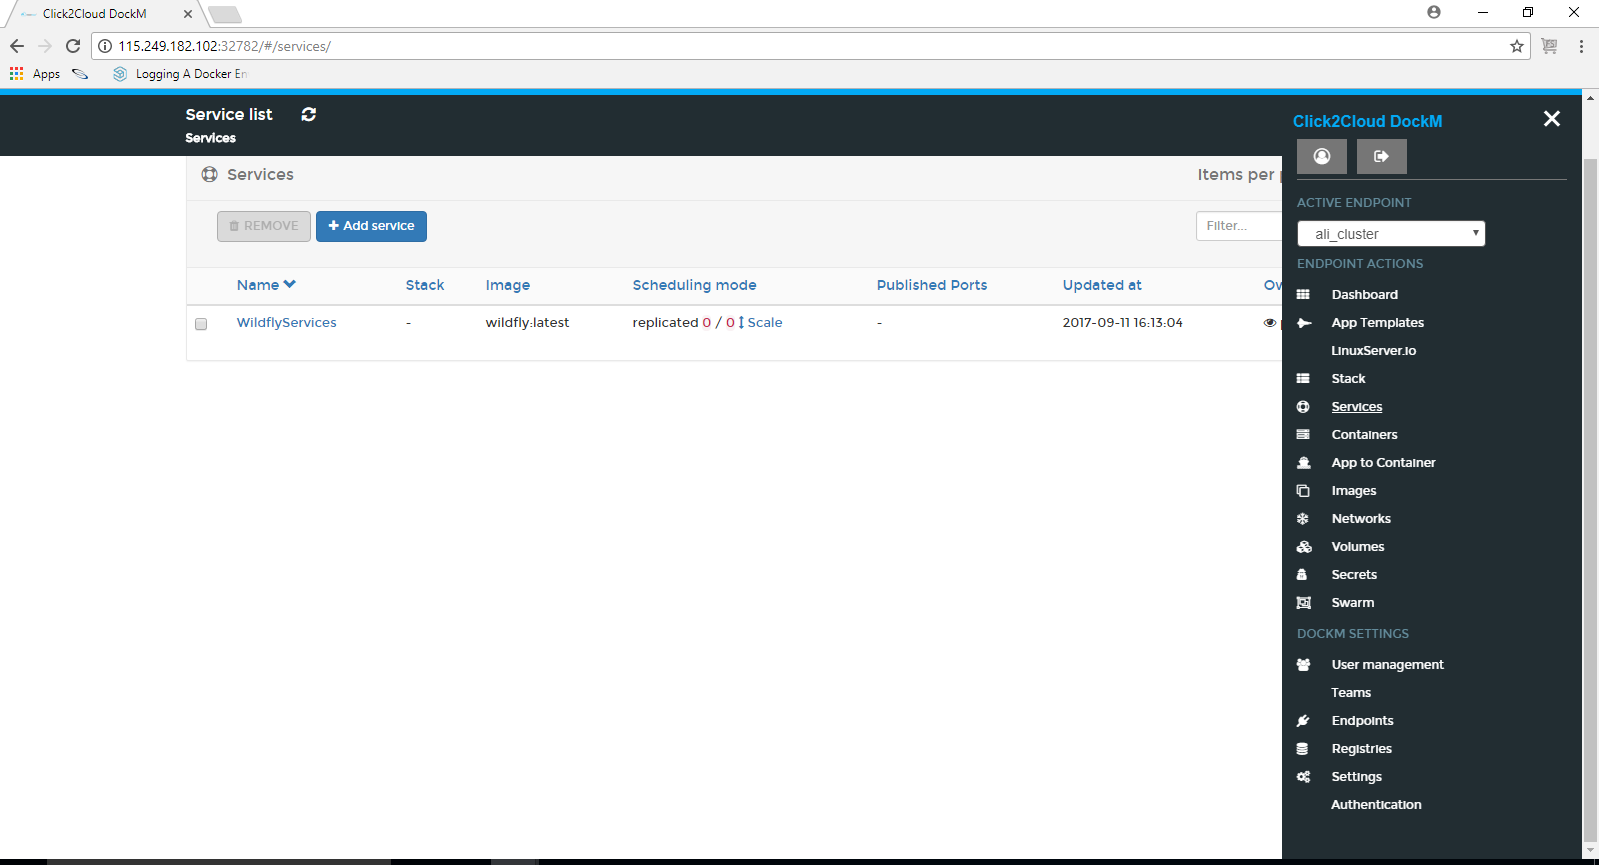 Click2Cloud DockM
115.249.182.102:32782/#/services/
Apps
Logging A Docker En
Service list
Services
Services
Items per
REMOVE
Add service
Filter...
Name
Stack
Image
Scheduling mode
Published Ports
Updated at
Ow
WildflyServices
-
wildfly:latest
replicated 0 / 0 Scale
-
2017-09-11 16:13:04
Click2Cloud DockM
ACTIVE ENDPOINT
ali_cluster
ENDPOINT ACTIONS
Dashboard
App Templates
LinuxServer.io
Stack
Services
Containers
App to Container
Images
Networks
Volumes
Secrets
Swarm
DOCKM SETTINGS
User management
Teams
Endpoints
Registries
Settings
Authentication